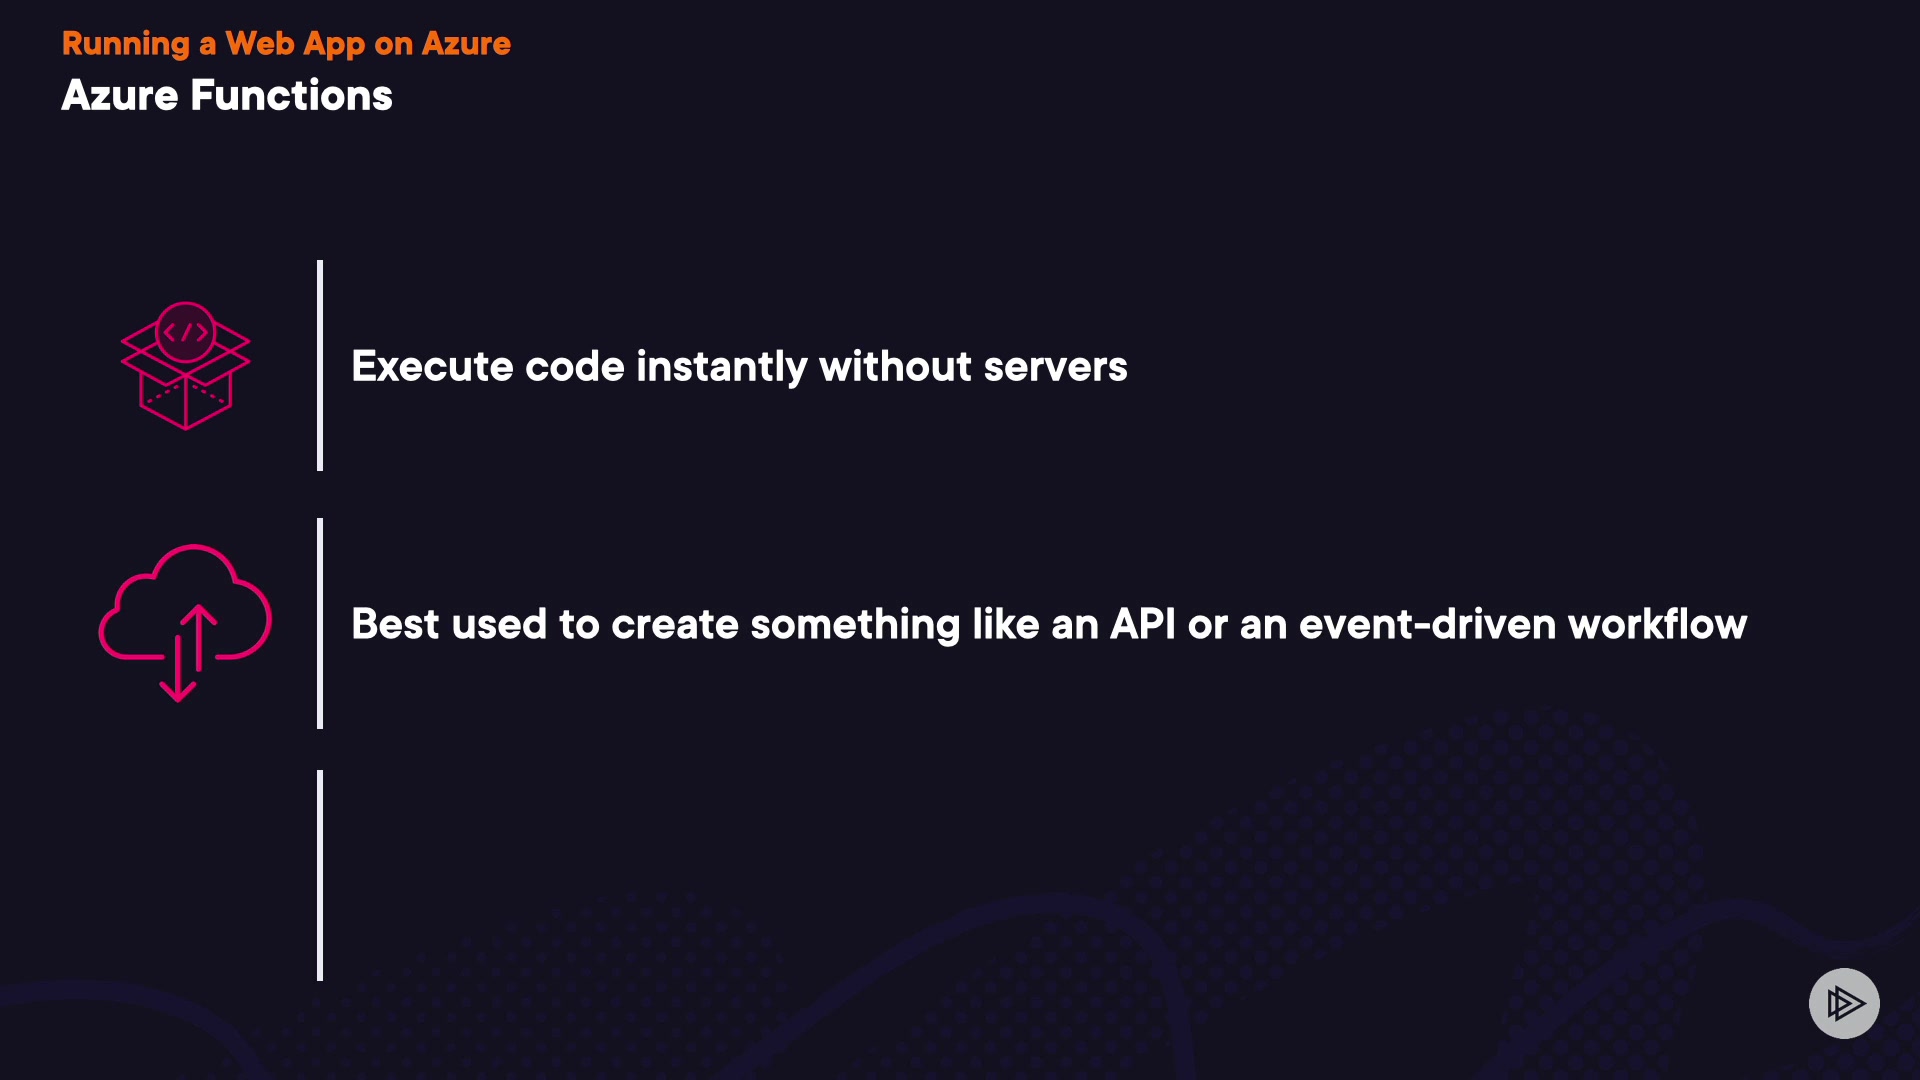 Running a Web App on Azure
Azure Functions
</>
Execute code instantly without servers
Best used to create something like an API or an event-driven workflow